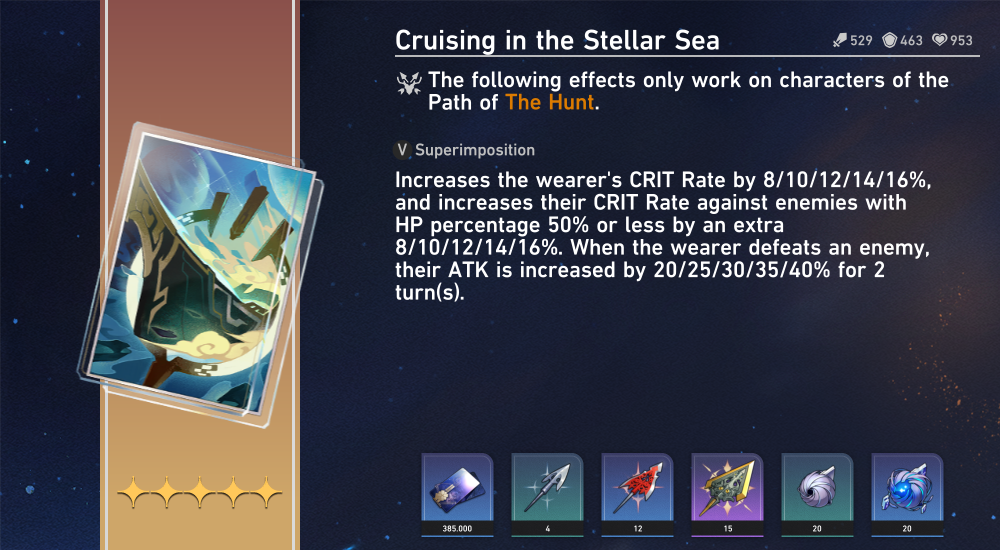 Cruising in the Stellar Sea
529 463 953
The following effects only work on characters of the
Path of The Hunt.
V Superimposition
Increases the wearer's CRIT Rate by 8/10/12/14/16%,
and increases their CRIT Rate against enemies with
HP percentage 50% or less by an extra
8/10/12/14/16%. When the wearer defeats an enemy,
their ATK is increased by 20/25/30/35/40% for 2
turn(s).
385.000 4 12 15 20 20